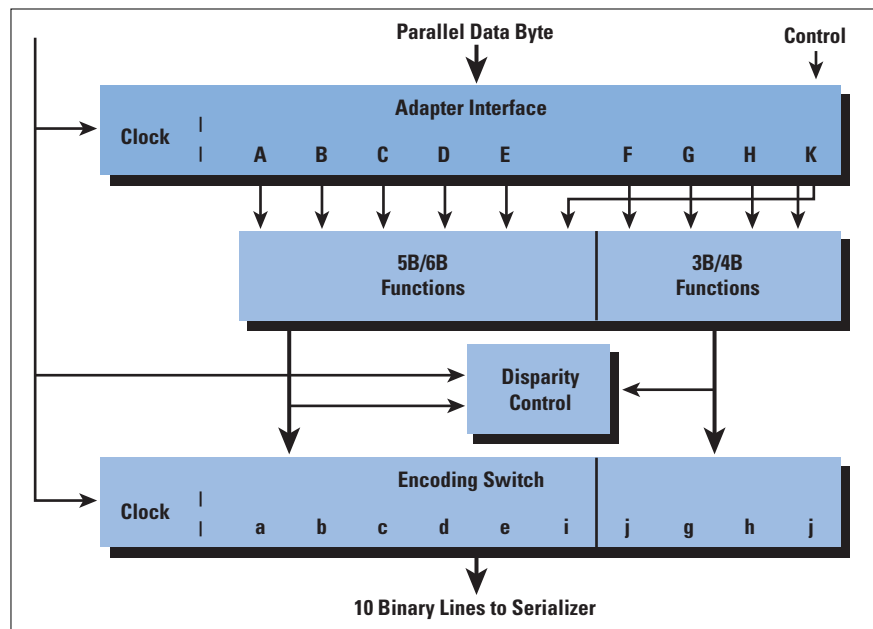 Parallel Data Byte
Control
Adapter Interface
Clock
A B C D E F G H K
5B/6B
Functions
3B/4B
Functions
Disparity
Control
Encoding Switch
Clock
a b c d e i j g h j
10 Binary Lines to Serializer